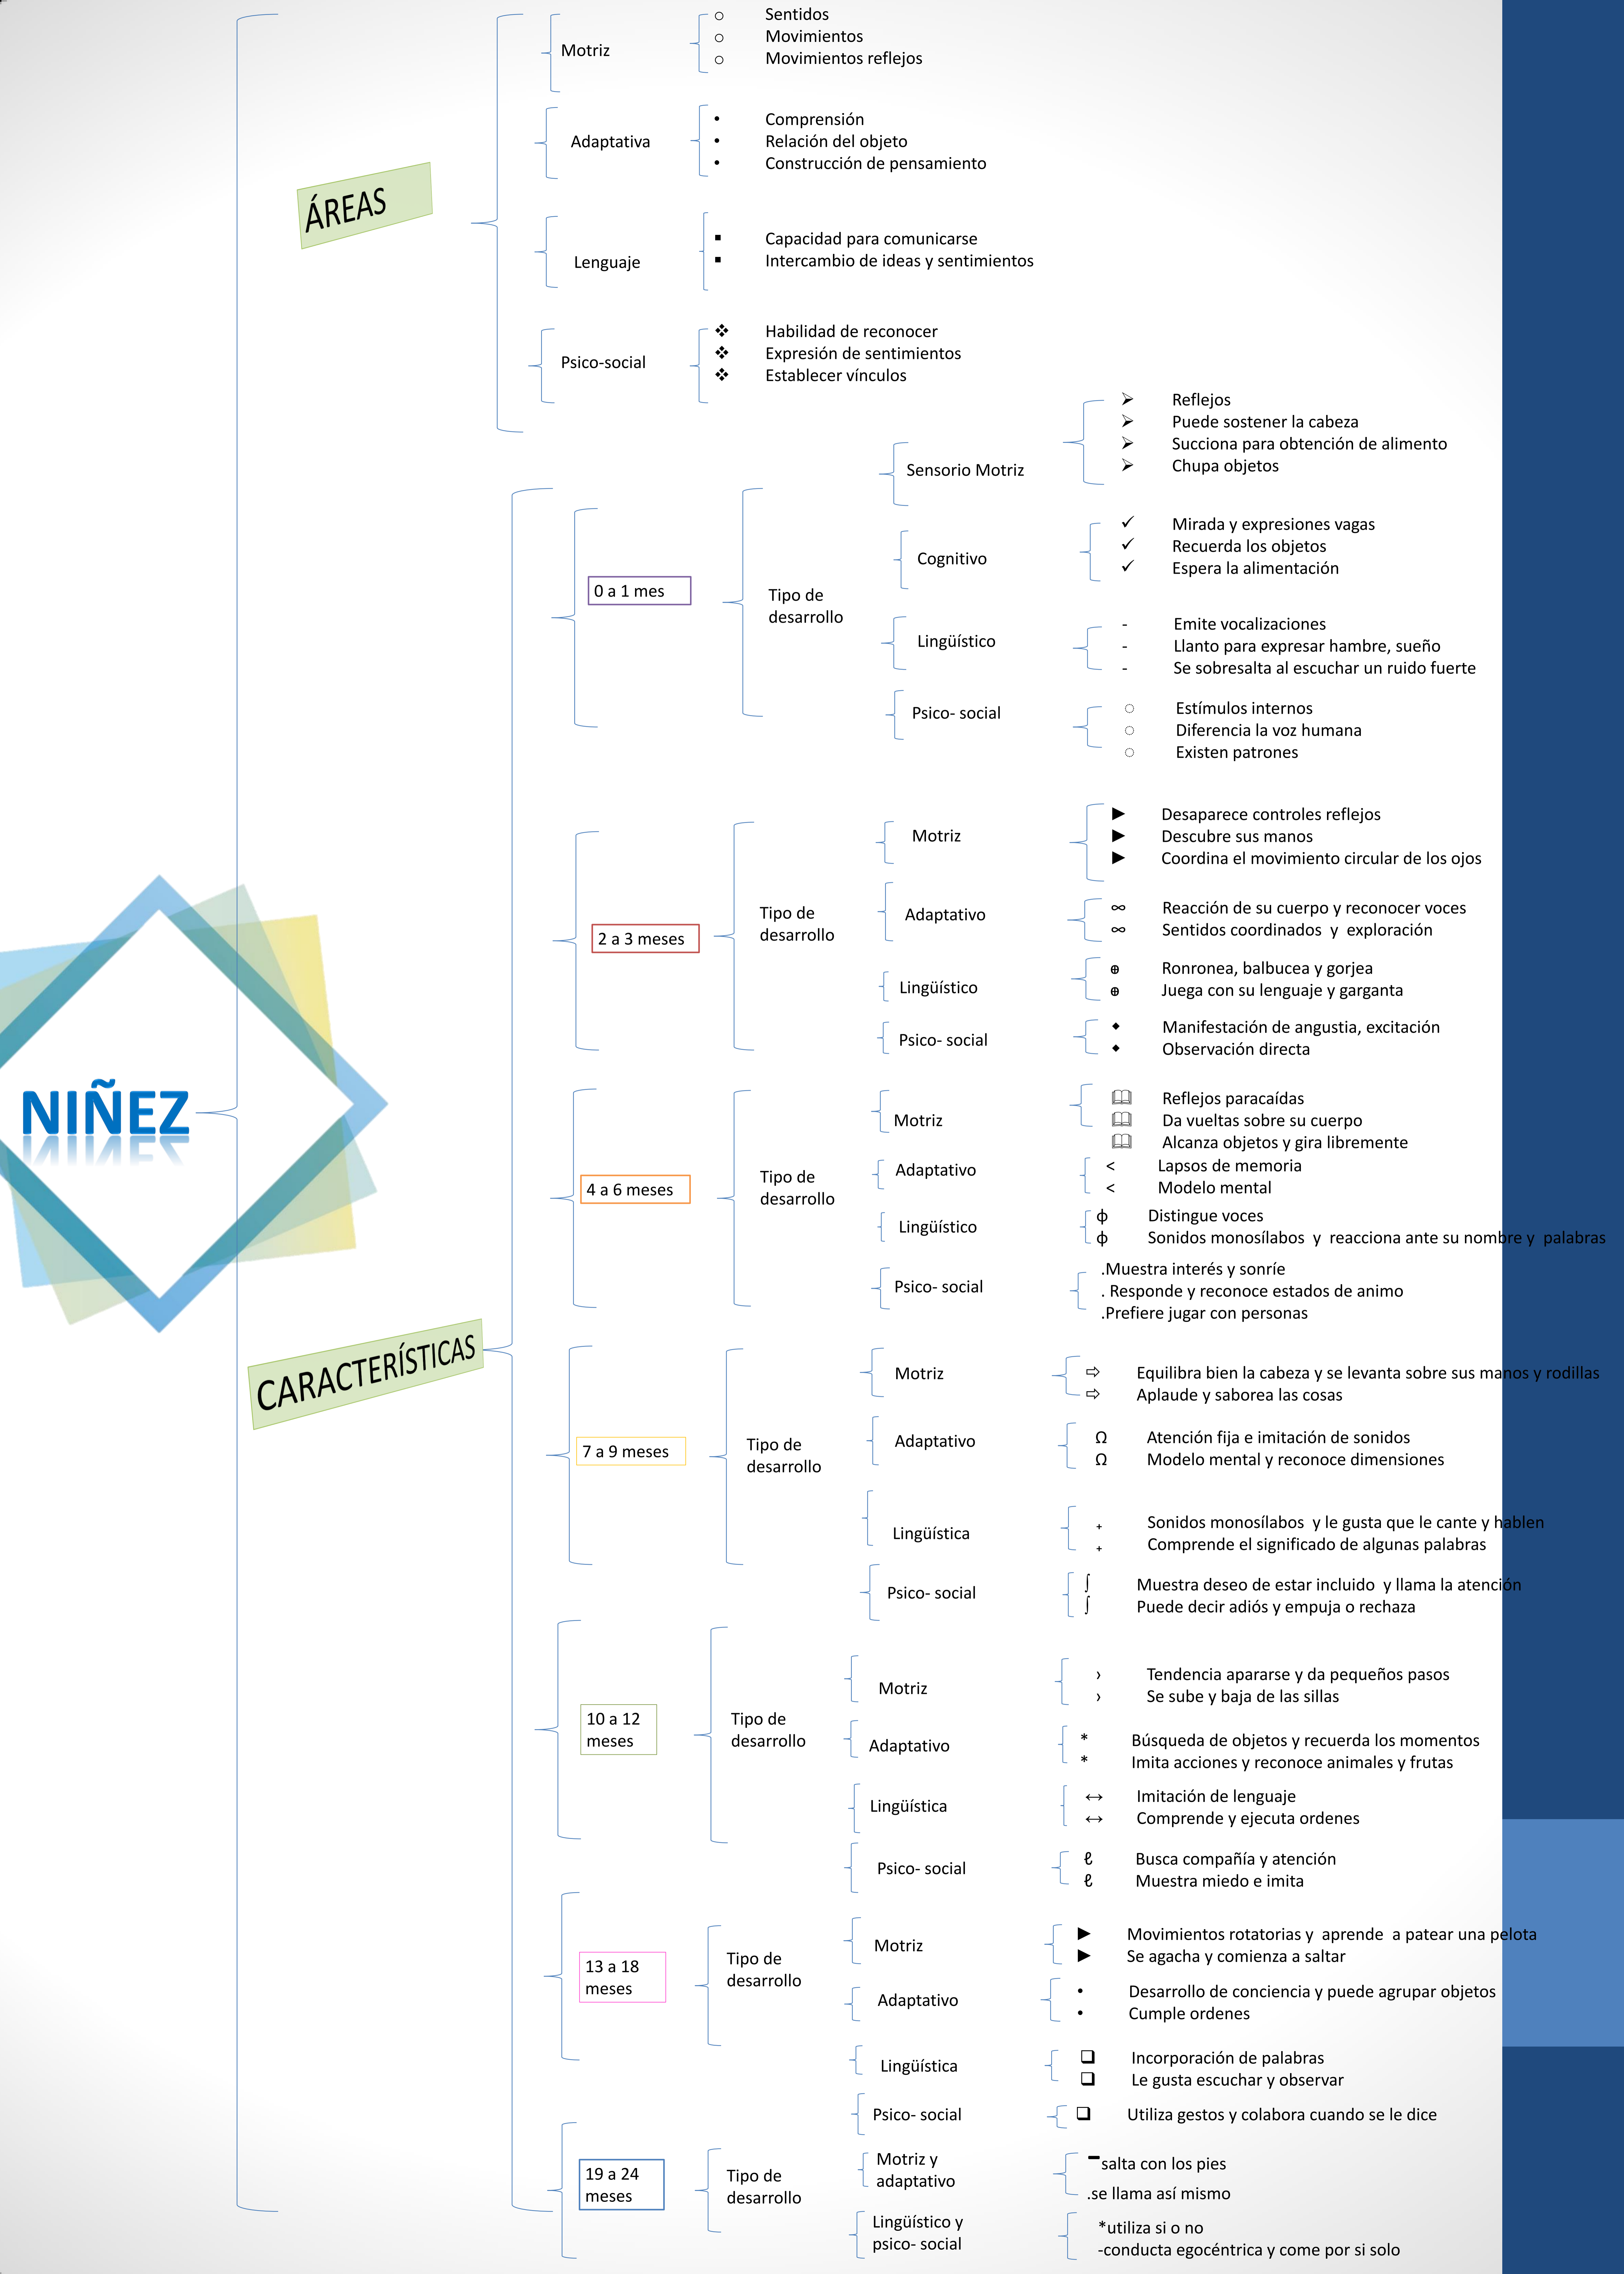 NIÑEZ
ÁREAS
Motriz
Sentidos
Movimientos
Movimientos reflejos
Adaptativa
Comprensión
Relación del objeto
Construcción de pensamiento
Lenguaje
Capacidad para comunicarse
Intercambio de ideas y sentimientos
Psico-social
Habilidad de reconocer
Expresión de sentimientos
Establecer vínculos
CARACTERÍSTICAS
0 a 1 mes
Tipo de
desarrollo
Sensorio Motriz
Reflejos
Puede sostener la cabeza
Succiona para obtención de alimento
Chupa objetos
Cognitivo
Mirada y expresiones vagas
Recuerda los objetos
Espera la alimentación
Lingüístico
- Emite vocalizaciones
- Llanto para expresar hambre, sueño
- Se sobresalta al escuchar un ruido fuerte
Psico- social
Estímulos internos
Diferencia la voz humana
Existen patrones
2 a 3 meses
Tipo de
desarrollo
Motriz
Desaparece controles reflejos
Descubre sus manos
Coordina el movimiento circular de los ojos
Adaptativo
∞ Reacción de su cuerpo y reconocer voces
∞ Sentidos coordinados y exploración
Lingüístico
⊕ Ronronea, balbucea y gorjea
⊕ Juega con su lenguaje y garganta
Psico- social
Manifestación de angustia, excitación
Observación directa
4 a 6 meses
Tipo de
desarrollo
Motriz
Reflejos paracaídas
Da vueltas sobre su cuerpo
Alcanza objetos y gira libremente
Adaptativo
< Lapsos de memoria
< Modelo mental
Lingüístico
ф Distingue voces
ф Sonidos monosílabos y reacciona ante su nombre y palabras
Psico- social
.Muestra interés y sonríe
. Responde y reconoce estados de animo
.Prefiere jugar con personas
7 a 9 meses
Tipo de
desarrollo
Motriz
⇨ Equilibra bien la cabeza y se levanta sobre sus manos y rodillas
⇨ Aplaude y saborea las cosas
Adaptativo
Ω Atención fija e imitación de sonidos
Ω Modelo mental y reconoce dimensiones
Lingüística
₊ Sonidos monosílabos y le gusta que le cante y hablen
₊ Comprende el significado de algunas palabras
Psico- social
∫ Muestra deseo de estar incluido y llama la atención
∫ Puede decir adiós y empuja o rechaza
10 a 12
meses
Tipo de
desarrollo
Motriz
› Tendencia apararse y da pequeños pasos
› Se sube y baja de las sillas
Adaptativo
* Búsqueda de objetos y recuerda los momentos
* Imita acciones y reconoce animales y frutas
Lingüística
↔ Imitación de lenguaje
↔ Comprende y ejecuta ordenes
Psico- social
ℓ Busca compañía y atención
ℓ Muestra miedo e imita
13 a 18
meses
Tipo de
desarrollo
Motriz
Movimientos rotatorias y aprende a patear una pelota
Se agacha y comienza a saltar
Adaptativo
Desarrollo de conciencia y puede agrupar objetos
Cumple ordenes
Lingüística
Incorporación de palabras
Le gusta escuchar y observar
Psico- social
Utiliza gestos y colabora cuando se le dice
19 a 24
meses
Tipo de
desarrollo
Motriz y
adaptativo
-salta con los pies
.se llama así mismo
Lingüístico y
psico- social
*utiliza si o no
-conducta egocéntrica y come por si solo